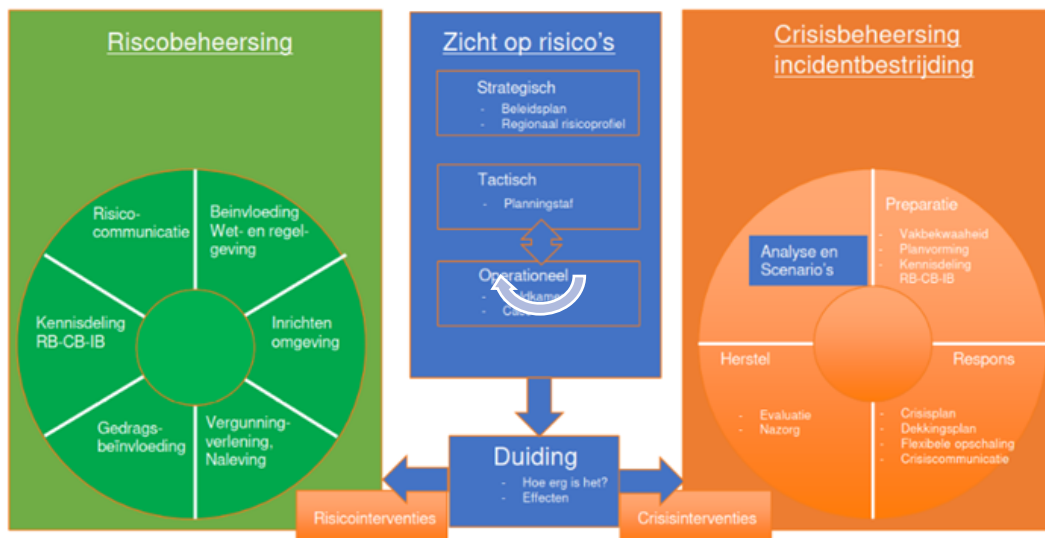 Riscobeheersing
Risico-
communicatie
Beinvloeding
Wet- en regel-
geving
Kennisdeling
RB-CB-IB
Inrichten
omgeving
Gedrags-
beïnvloeding
Vergunning-
verlening,
Naleving
Risicointerventies
Zicht op risico's
Strategisch
- Beleidsplan
- Regionaal risicoprofiel
Tactisch
- Planningstaf
Operationeel
Duiding
- Hoe erg is het?
- Effecten
Crisisbeheersing
incidentbestrijding
Preparatie
- Vakbekwaaheid
- Planvorming
- Kennisdeling
RB-CB-IB
Analyse en
Scenario's
Herstel
- Evaluatie
- Nazorg
Respons
- Crisisplan
- Dekkingsplan
- Flexibele opschaling
- Crisiscommunicatie
Crisisinterventies